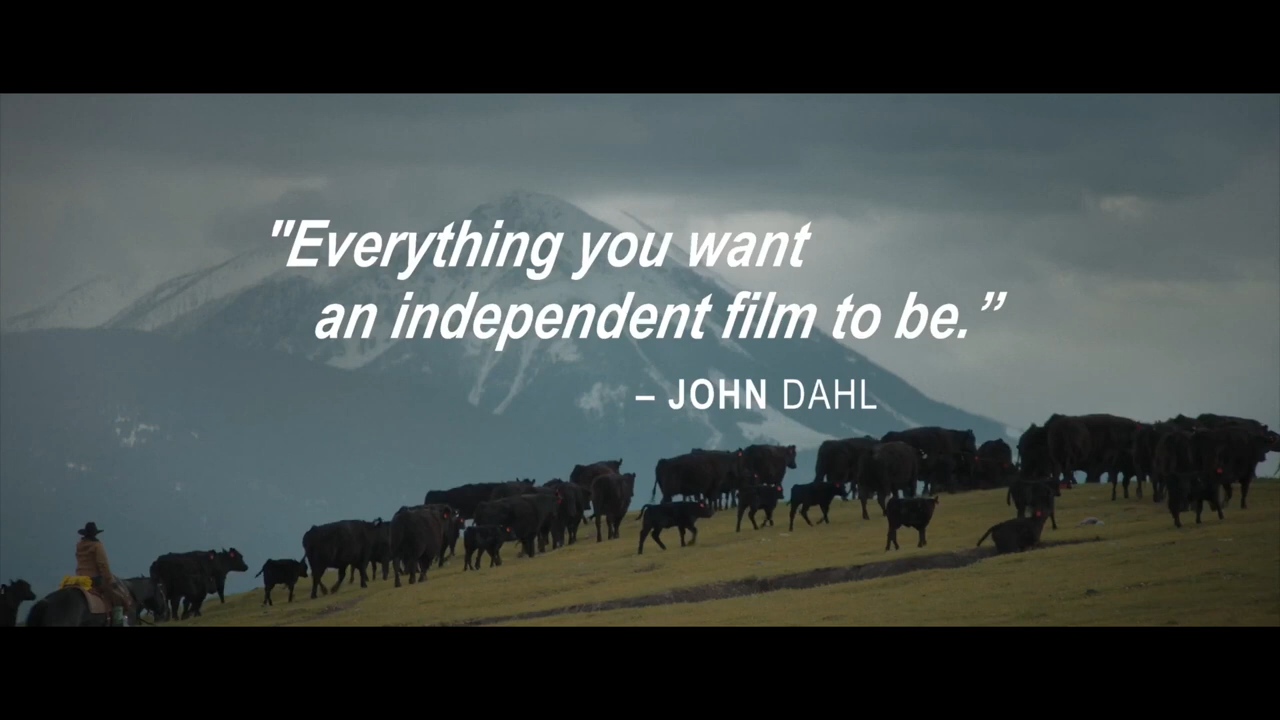 "Everything you want
an independent film to be.”
– JOHN DAHL